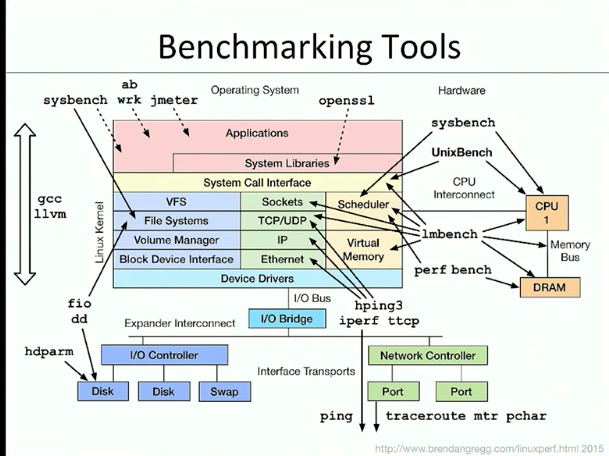 Benchmarking Tools
ab
sysbench wrk jmeter
Operating System
openssl
Hardware
sysbench
Applications
UnixBench
System Libraries
System Call Interface
CPU
Interconnect
gcc
llvm
Linux Kernel
VFS
Sockets
Scheduler
CPU
1
File Systems
TCP/UDP
lmbench
Volume Manager
IP
Virtual
Memory
Memory
Bus
Block Device Interface
Ethernet
perf bench
Device Drivers
DRAM
fio
dd
I/O Bus
hping3
iperf ttcp
Expander Interconnect
I/O Bridge
hdparm
I/O Controller
Interface Transports
Network Controller
Disk
Disk
Swap
Port
Port
ping
traceroute mtr pchar
http://www.brendangregg.com/linuxperf.html 2015